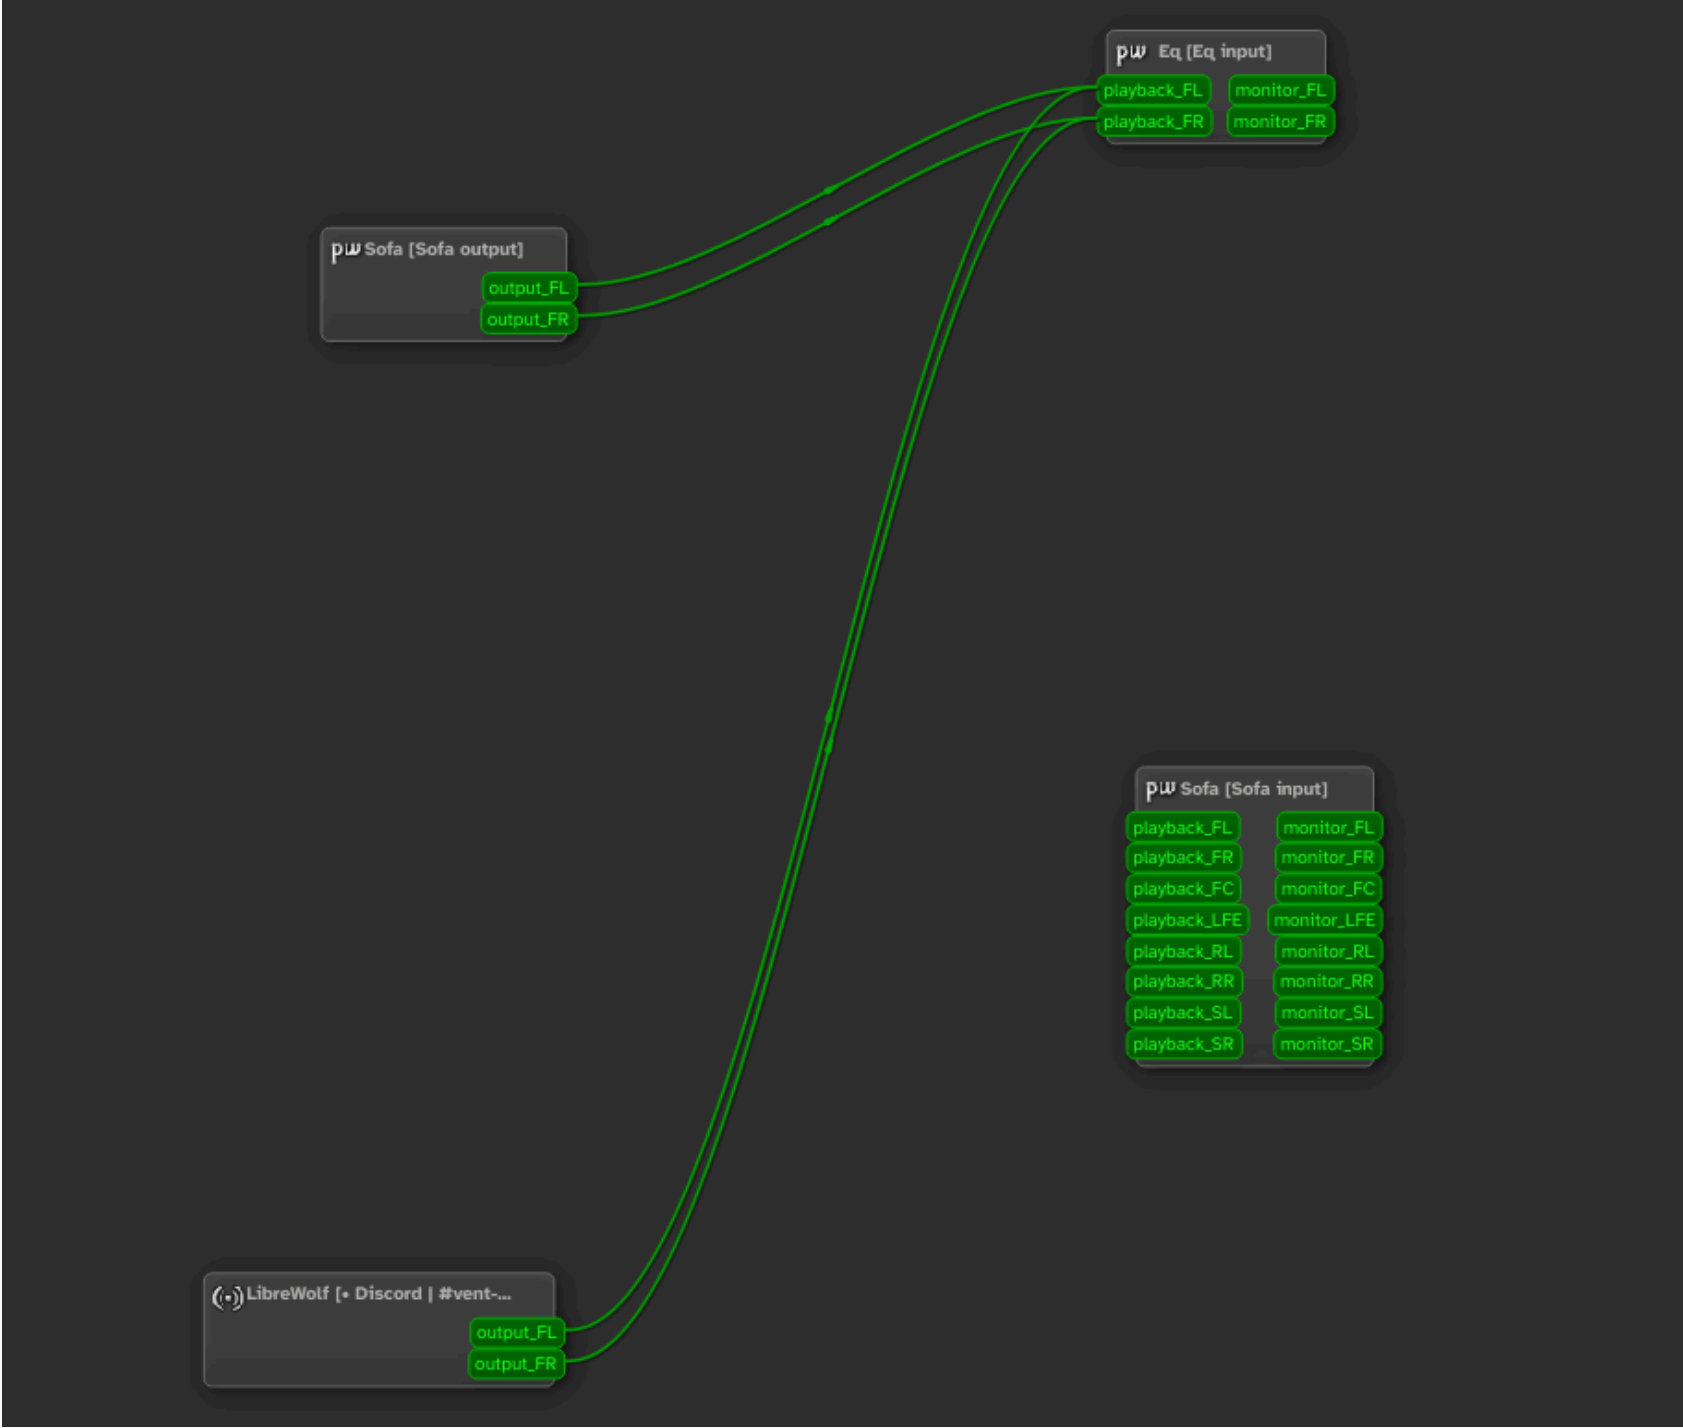 pw Eq [Eq input]
playback_FL monitor_FL
playback_FR monitor_FR
pw Sofa [Sofa output]
output_FL
output_FR
pw Sofa [Sofa input]
playback_FL monitor_FL
playback_FR monitor_FR
playback_FC monitor_FC
playback_LFE monitor_LFE
playback_RL monitor_RL
playback_RR monitor_RR
playback_SL monitor_SL
playback_SR monitor_SR
LibreWolf [• Discord | #vent-...
output_FL
output_FR